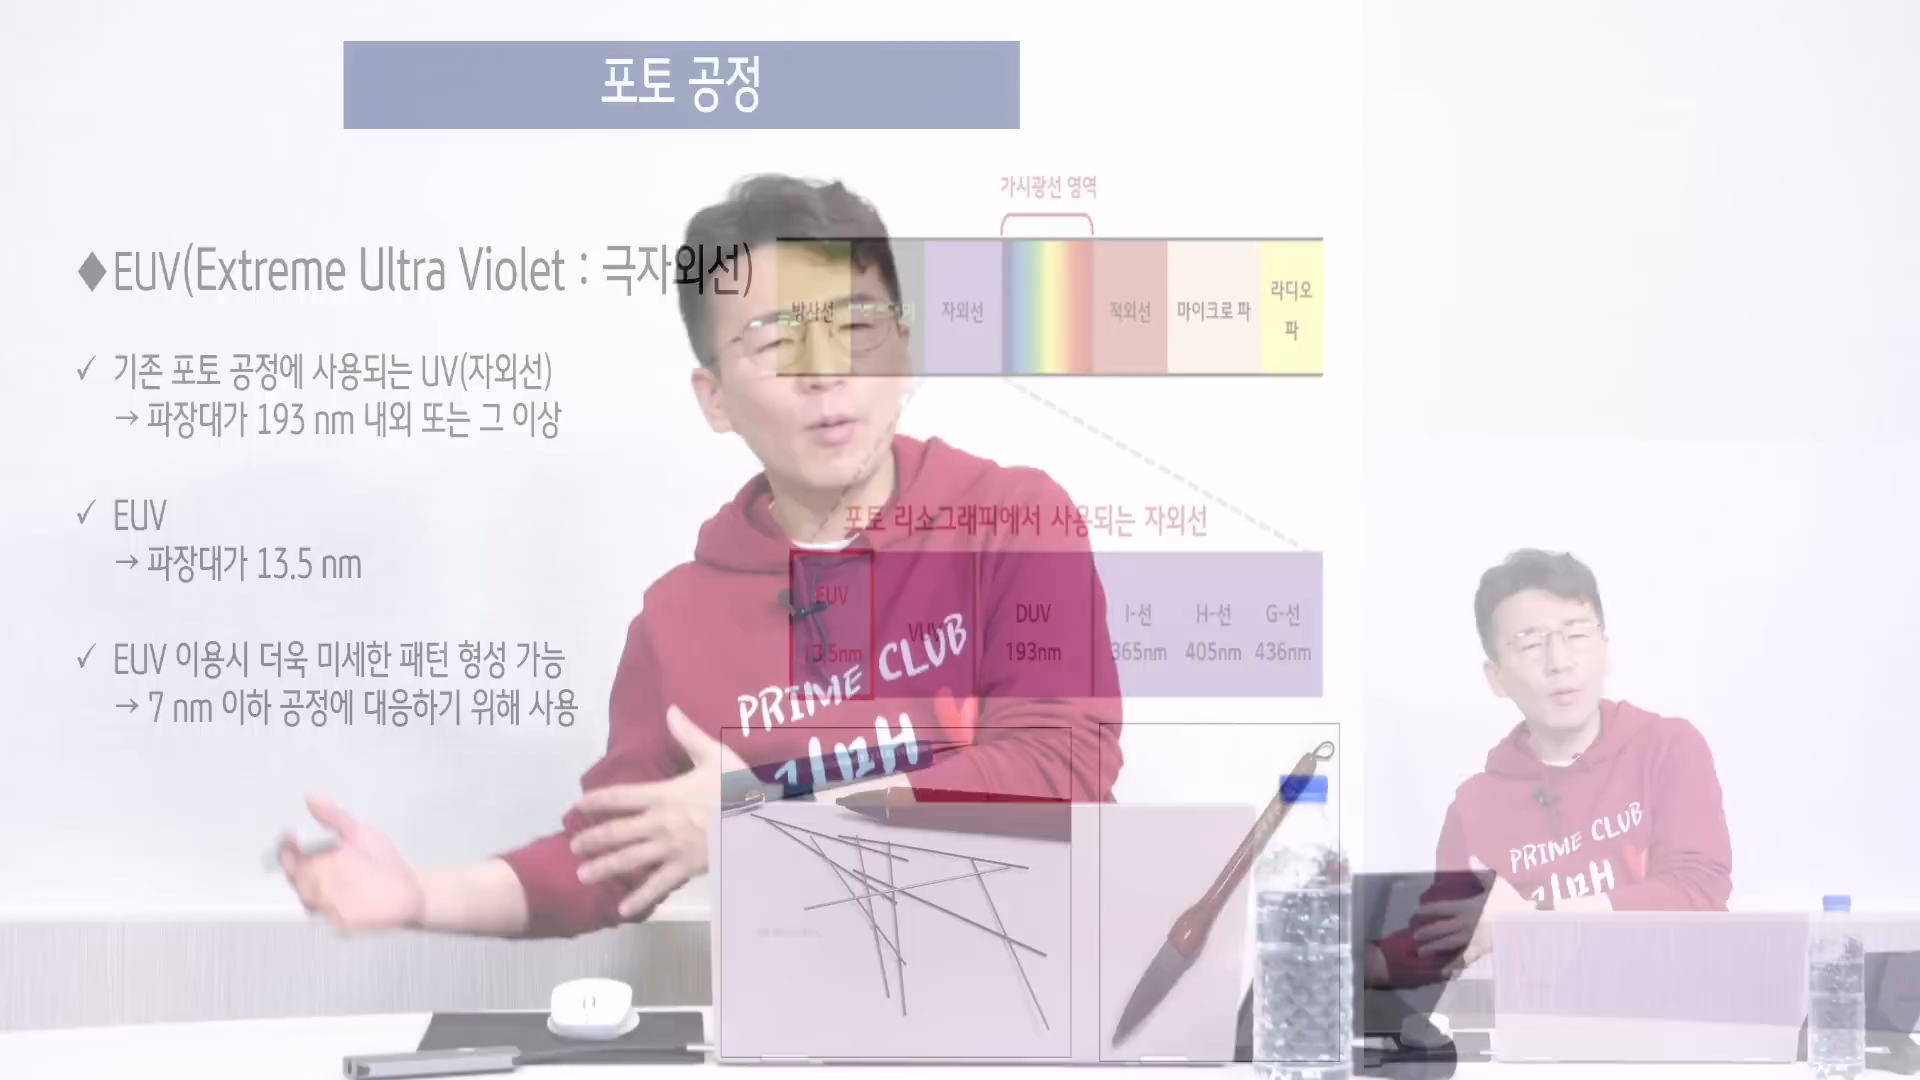 포토 공정
가시광선 영역
◆EUV(Extreme Ultra Violet : 극자외선)
방사선
자외선
적외선
마이크로 파
라디오
파
✓ 기존 포토 공정에 사용되는 UV(자외선)
→ 파장대가 193 nm 내외 또는 그 이상
✓ EUV
→ 파장대가 13.5 nm
✓ EUV 이용시 더욱 미세한 패턴 형성 가능
→ 7 nm 이하 공정에 대응하기 위해 사용
포토 리소그래피에서 사용되는 자외선
EUV
13.5nm
VUV
DUV
193nm
I-선
365nm
H-선
405nm
G-선
436nm
PRIME CLUB
PRIME CLUB